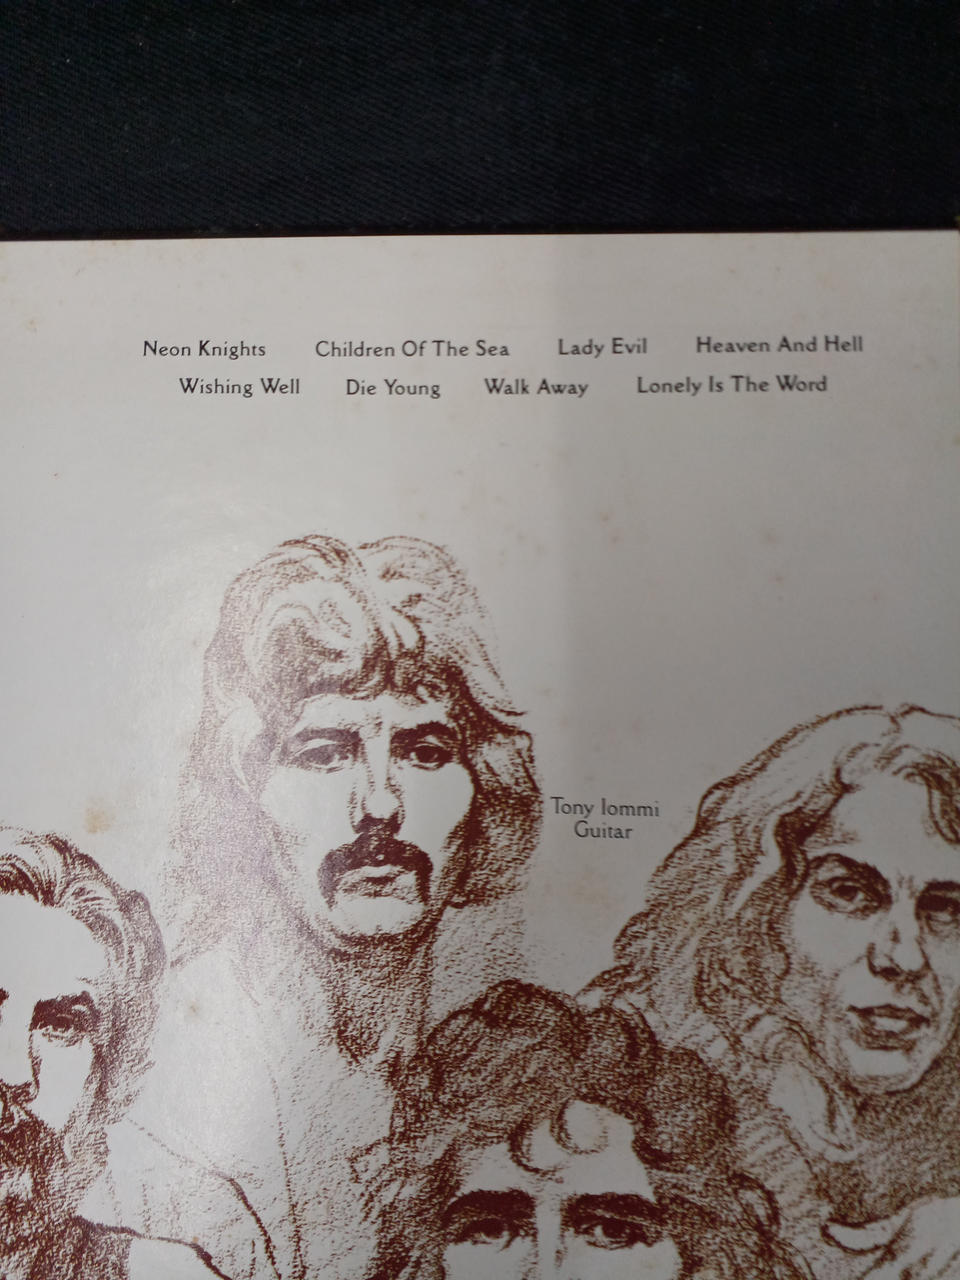 Neon Knights Children Of The Sea Lady Evil Heaven And Hell
Wishing Well Die Young Walk Away Lonely Is The Word
Tony Iommi
Guitar